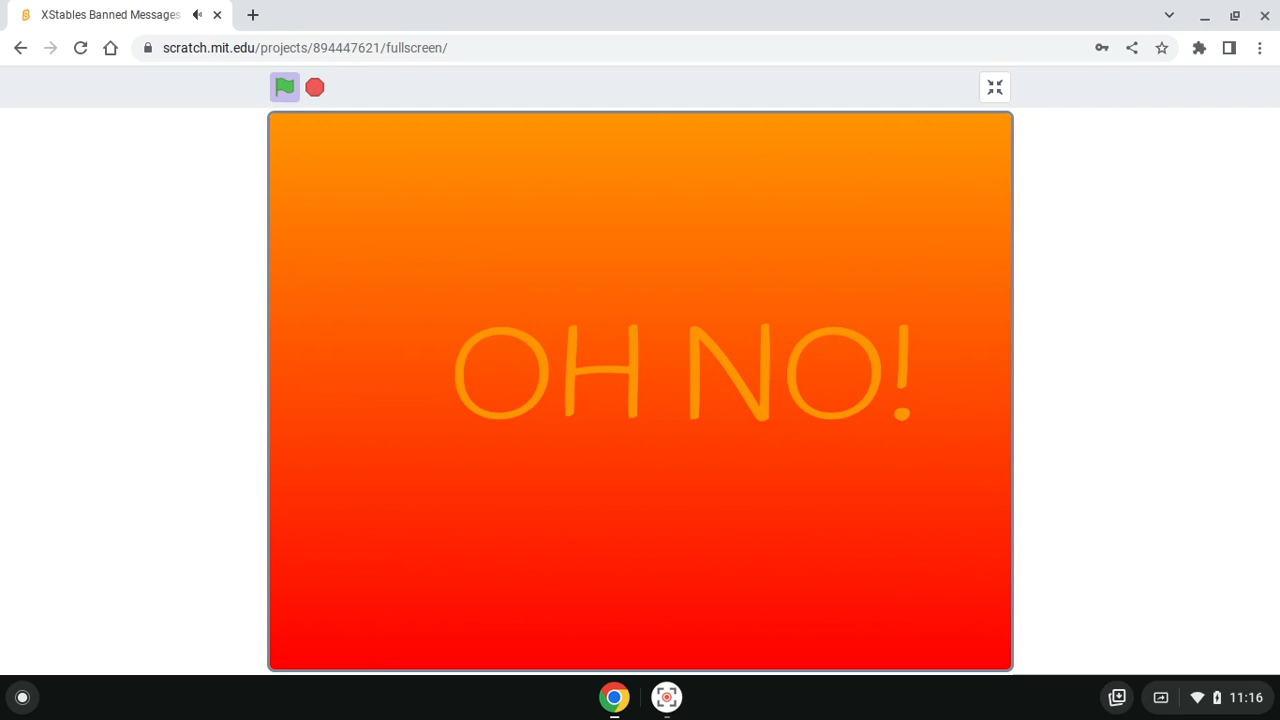 XStables Banned Messages
scratch.mit.edu/projects/894447621/fullscreen/
OH NO!
11:16